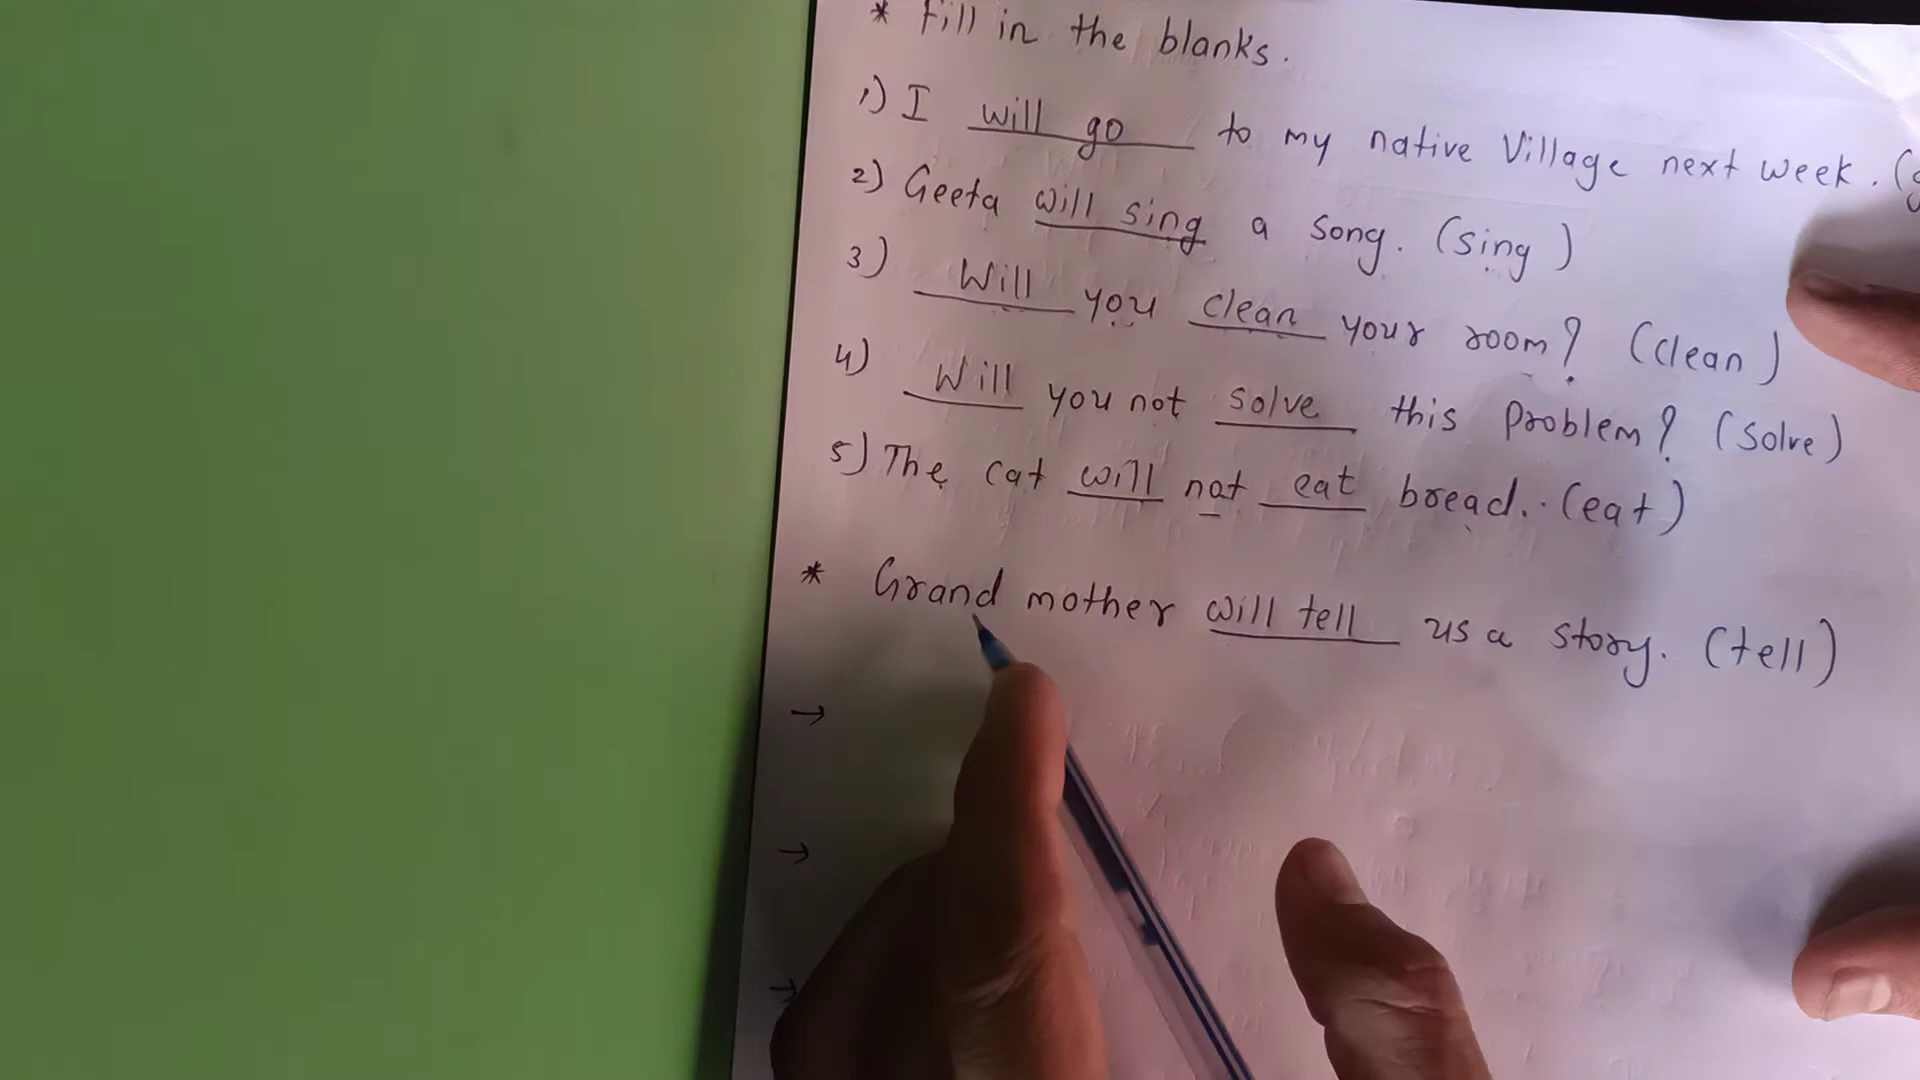 * Fill in the blanks.
1) I will go to my native Village next week. (g
2) Geeta will sing a song. (sing)
3) Will you clean your room? (clean)
4) Will you not solve this problem? (solve)
5) The cat will not eat bread. (eat)
* Grand mother will tell us a story. (tell)
→
→
→